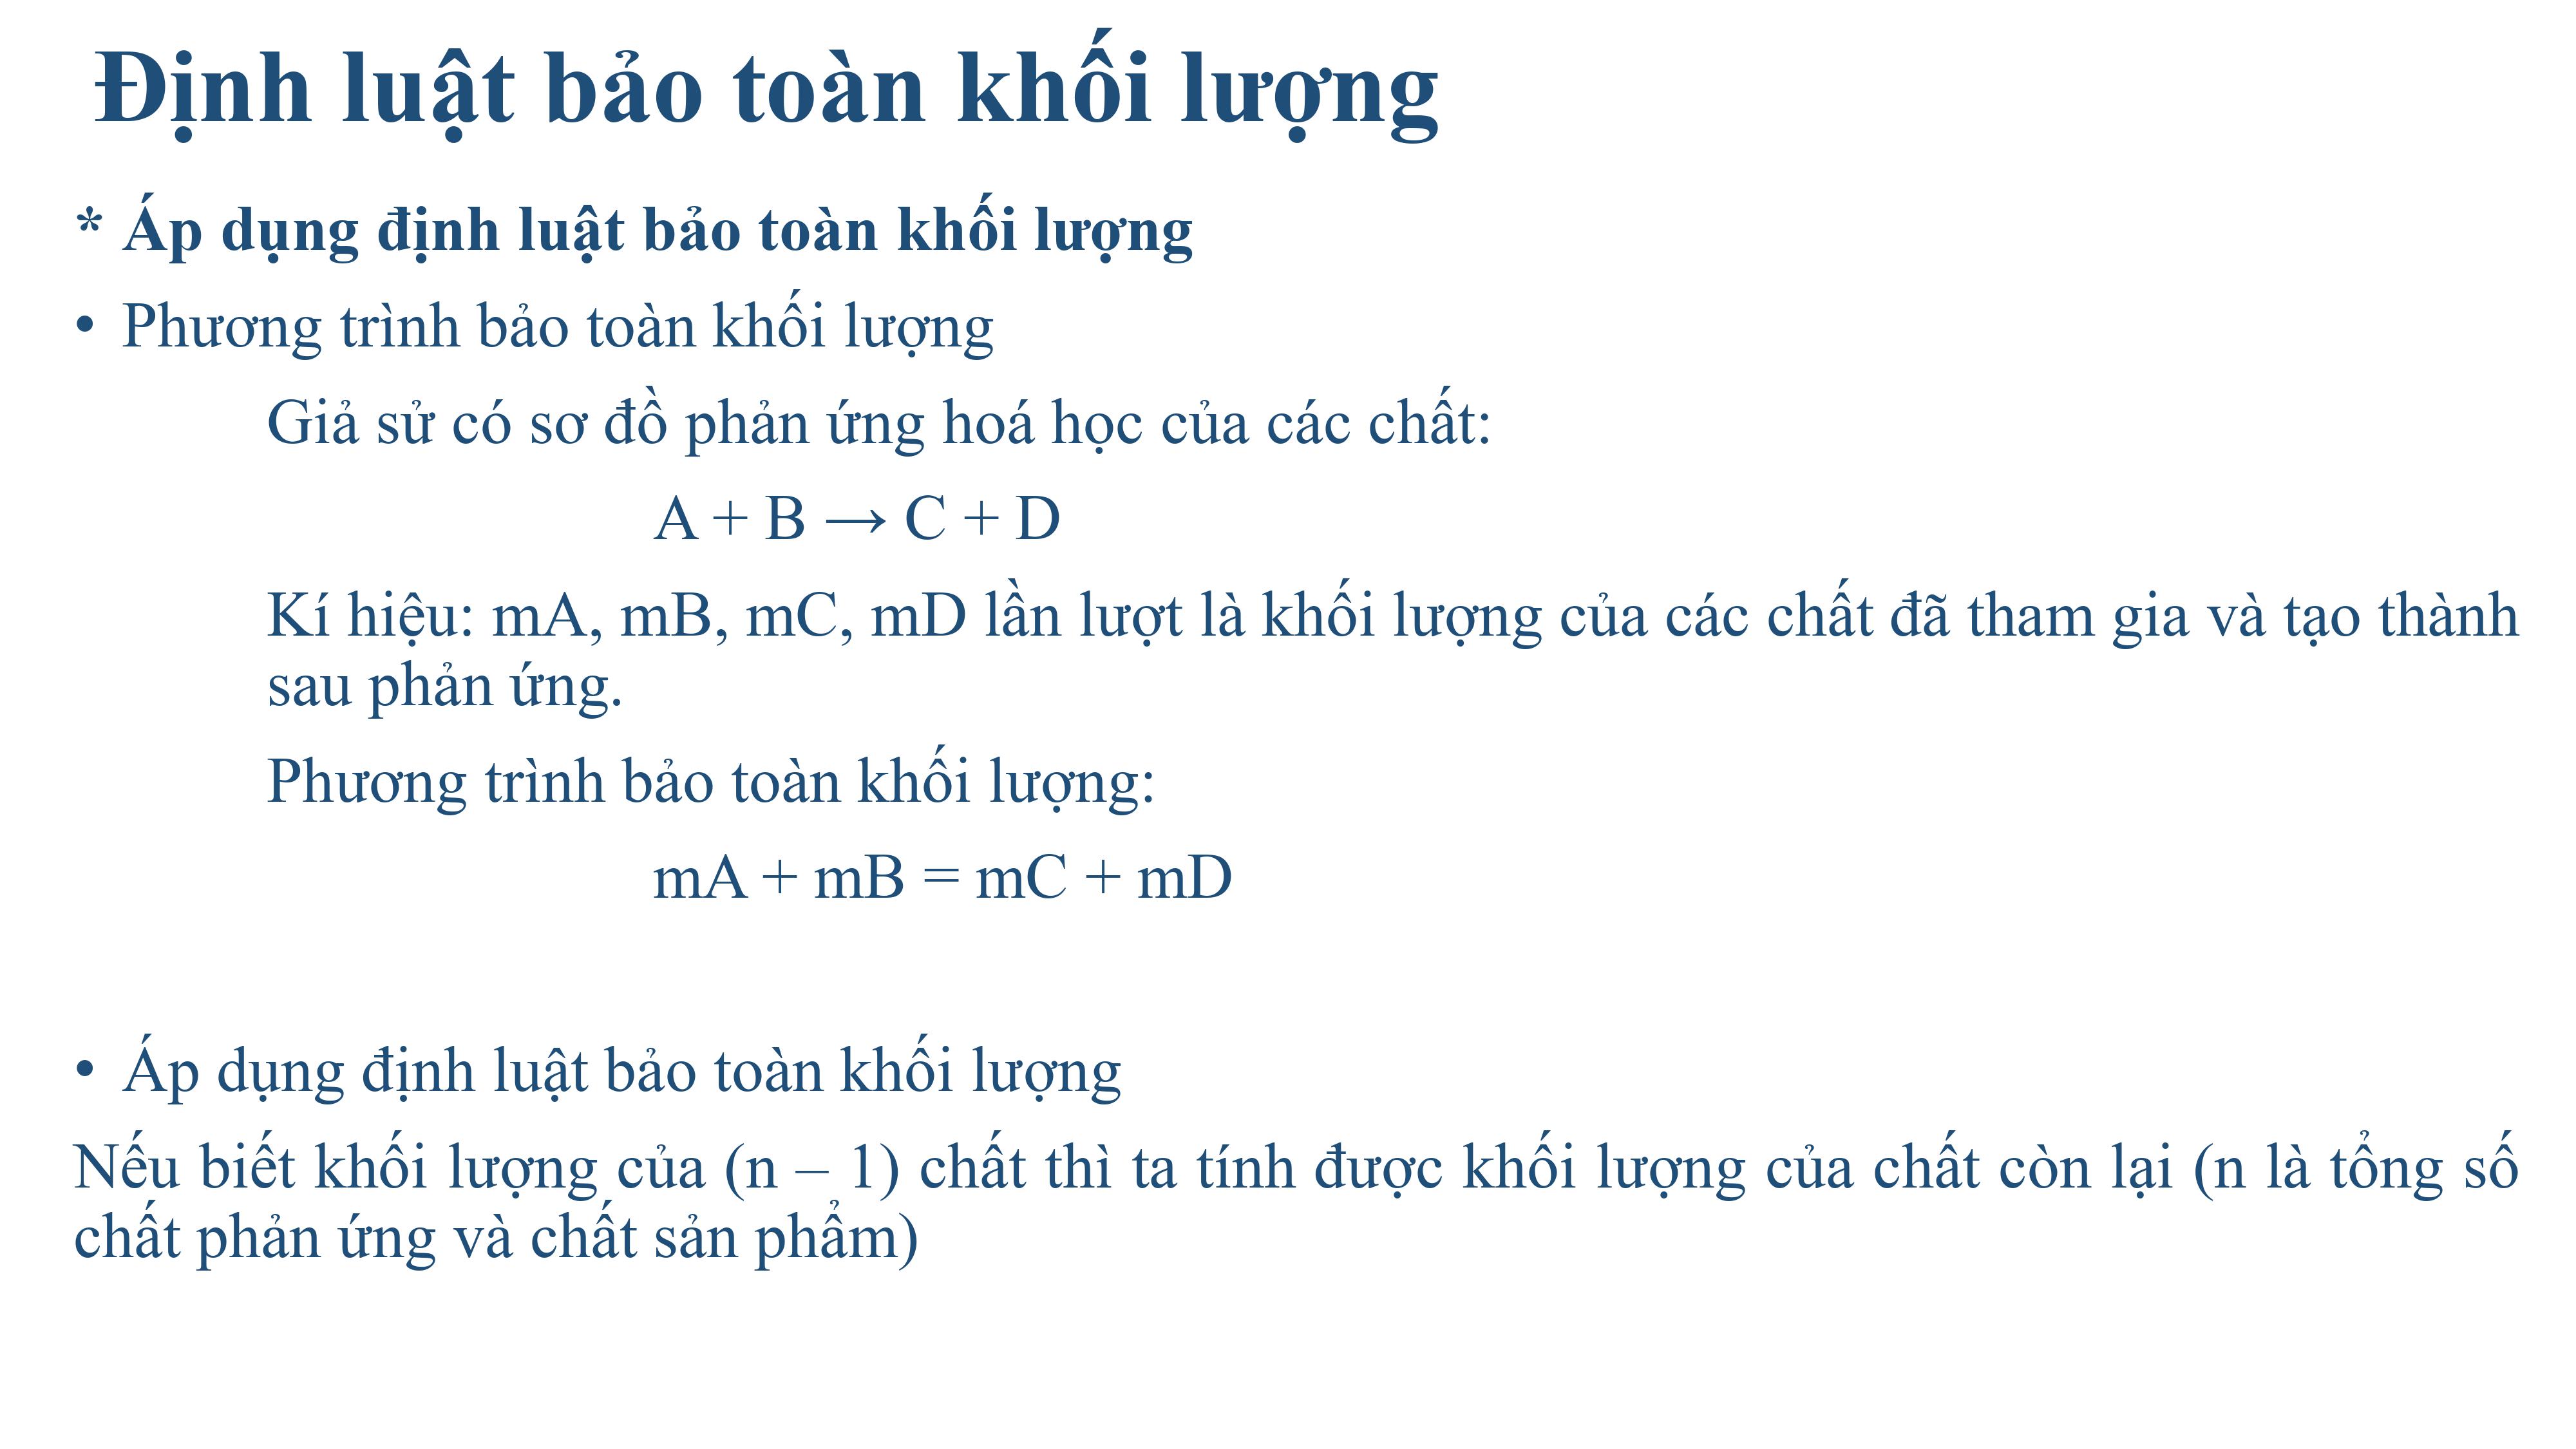 Định luật bảo toàn khối lượng
* Áp dụng định luật bảo toàn khối lượng
• Phương trình bảo toàn khối lượng
Giả sử có sơ đồ phản ứng hoá học của các chất:
A + B → C + D
Kí hiệu: mA, mB, mC, mD lần lượt là khối lượng của các chất đã tham gia và tạo thành
sau phản ứng.
Phương trình bảo toàn khối lượng:
mA + mB = mC + mD
• Áp dụng định luật bảo toàn khối lượng
Nếu biết khối lượng của (n – 1) chất thì ta tính được khối lượng của chất còn lại (n là tổng số
chất phản ứng và chất sản phẩm)